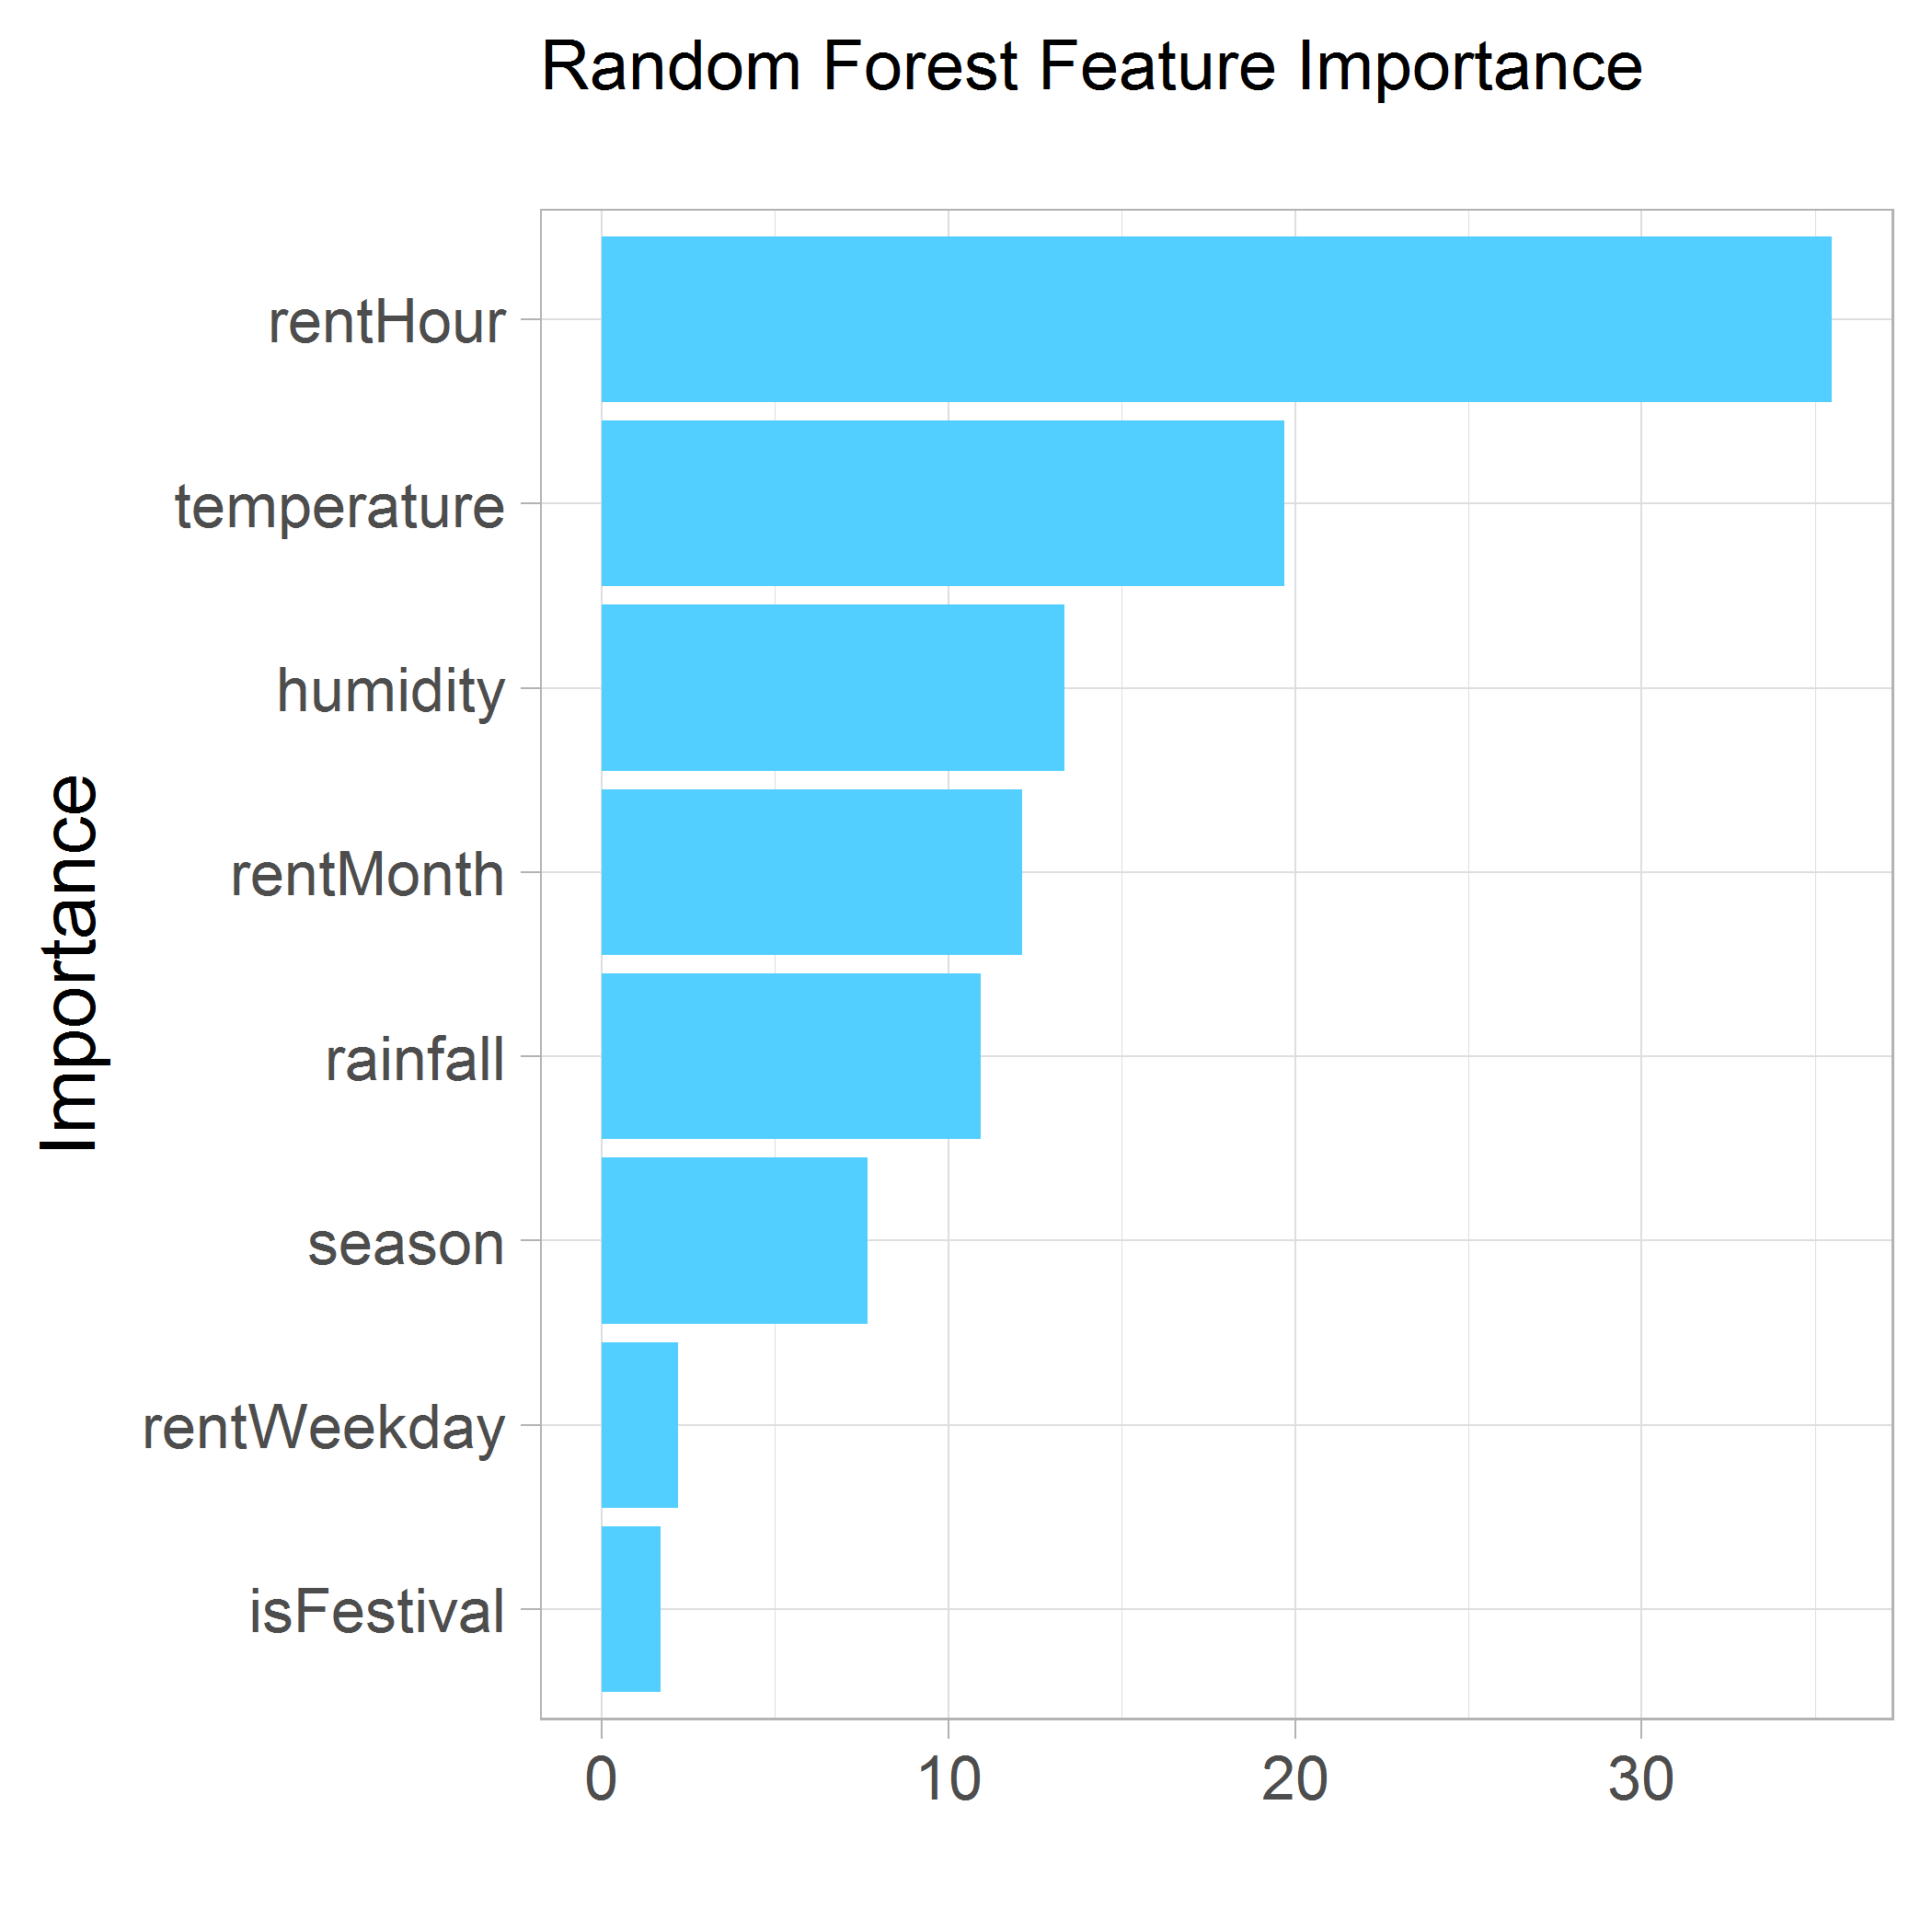 Random Forest Feature Importance
rentHour
temperature
humidity
rentMonth
rainfall
season
rentWeekday
isFestival
Importance
0 10 20 30